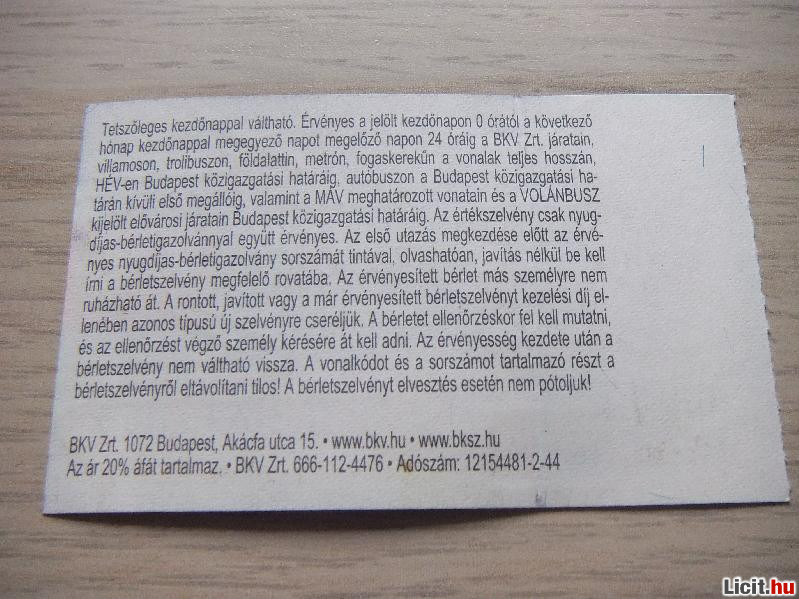 Tetszőleges kezdőnappal váltható. Érvényes a jelölt kezdőnapon 0 órától a következő
hónap kezdőnappal megegyező napot megelőző napon 24 óráig a BKV Zrt. járatain,
villamoson, trolibuszon, földalattin, metrón, fogaskerekűn a vonalak teljes hosszán,
HÉV-en Budapest közigazgatási határáig, autóbuszon a Budapest közigazgatási ha-
tárán kívüli első megállóig, valamint a MÁV meghatározott vonatain és a VOLÁNBUSZ
kijelölt elővárosi járatain Budapest közigazgatási határáig. Az értékszelvény csak nyug-
díjas-bérletigazolvánnyal együtt érvényes. Az első utazás megkezdése előtt az érvé-
nyes nyugdíjas-bérletigazolvány sorszámát tintával, olvashatóan, javítás nélkül be kell
írni a bérletszelvény megfelelő rovatába. Az érvényesített bérlet más személyre nem
ruházható át. A rontott, javított vagy a már érvényesített bérletszelvényt kezelési díj el-
lenében azonos típusú új szelvényre cseréljük. A bérletet ellenőrzéskor fel kell mutatni,
és az ellenőrzést végző személy kérésére át kell adni. Az érvényesség kezdete után a
bérletszelvény nem váltható vissza. A vonalkódot és a sorszámot tartalmazó részt a
bérletszelvényről eltávolítani tilos! A bérletszelvényt elvesztés esetén nem pótoljuk!
BKV Zrt. 1072 Budapest, Akácfa utca 15. • www.bkv.hu • www.bksz.hu
Az ár 20% áfát tartalmaz. • BKV Zrt. 666-112-4476 • Adószám: 12154481-2-44
Licit.hu